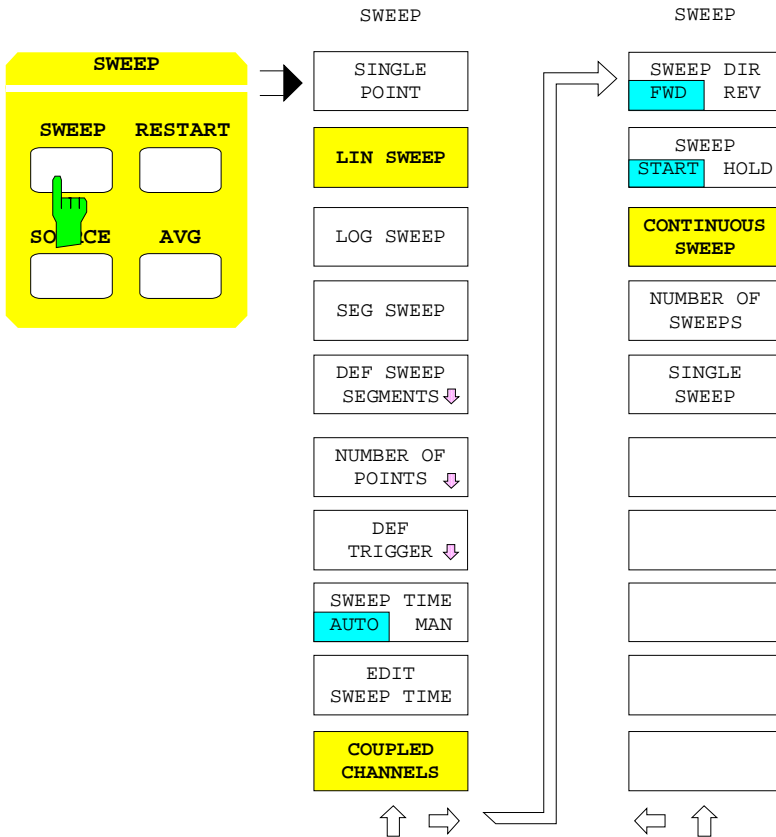 SWEEP
SWEEP RESTART
SOURCE AVG
SWEEP
SINGLE
POINT
LIN SWEEP
LOG SWEEP
SEG SWEEP
DEF SWEEP
SEGMENTS
NUMBER OF
POINTS
DEF
TRIGGER
SWEEP TIME
AUTO MAN
EDIT
SWEEP TIME
COUPLED
CHANNELS
SWEEP
SWEEP DIR
FWD REV
SWEEP
START HOLD
CONTINUOUS
SWEEP
NUMBER OF
SWEEPS
SINGLE
SWEEP